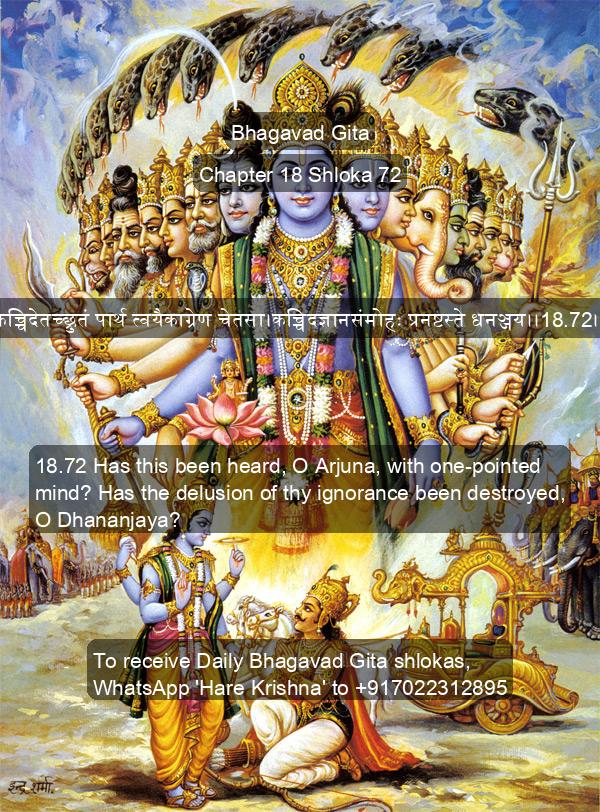 Bhagavad Gita
Chapter 18 Shloka 72
कच्चिदेतच्छ्रुतं पार्थ त्वयैकाग्रेण चेतसा।कच्चिदज्ञानसंमोहः प्रनष्टस्ते धनञ्जय।।18.72।
18.72 Has this been heard, O Arjuna, with one-pointed
mind? Has the delusion of thy ignorance been destroyed,
O Dhananjaya?
To receive Daily Bhagavad Gita shlokas,
WhatsApp 'Hare Krishna' to +917022312895
इन्द्र शर्मा.